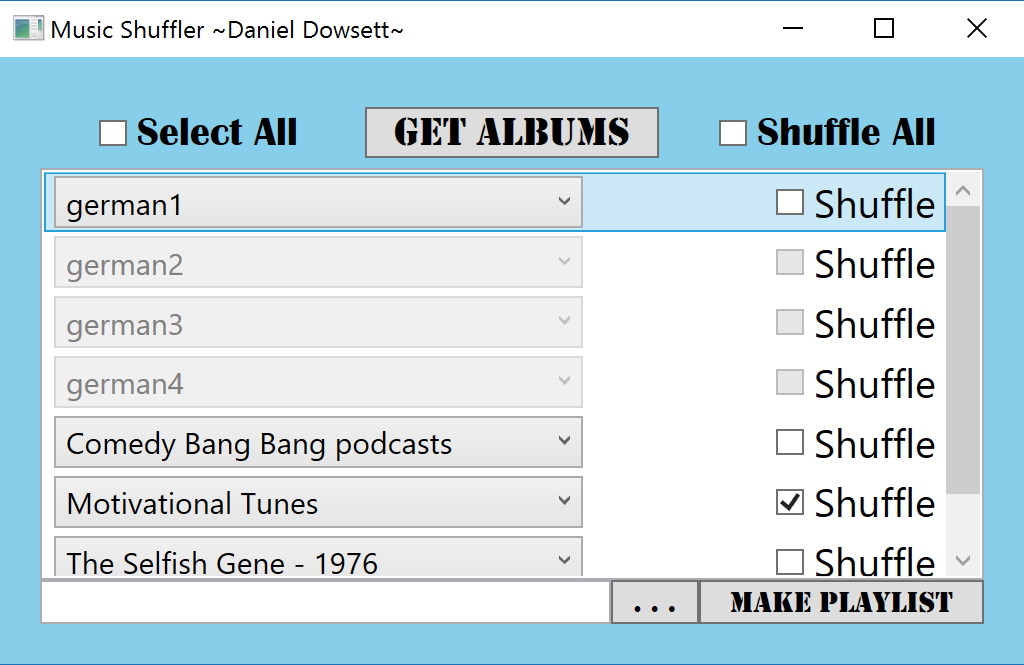 Music Shuffler ~Daniel Dowsett~
Select All GET ALBUMS Shuffle All
german1 Shuffle
german2 Shuffle
german3 Shuffle
german4 Shuffle
Comedy Bang Bang podcasts Shuffle
Motivational Tunes Shuffle
The Selfish Gene - 1976 Shuffle
... MAKE PLAYLIST